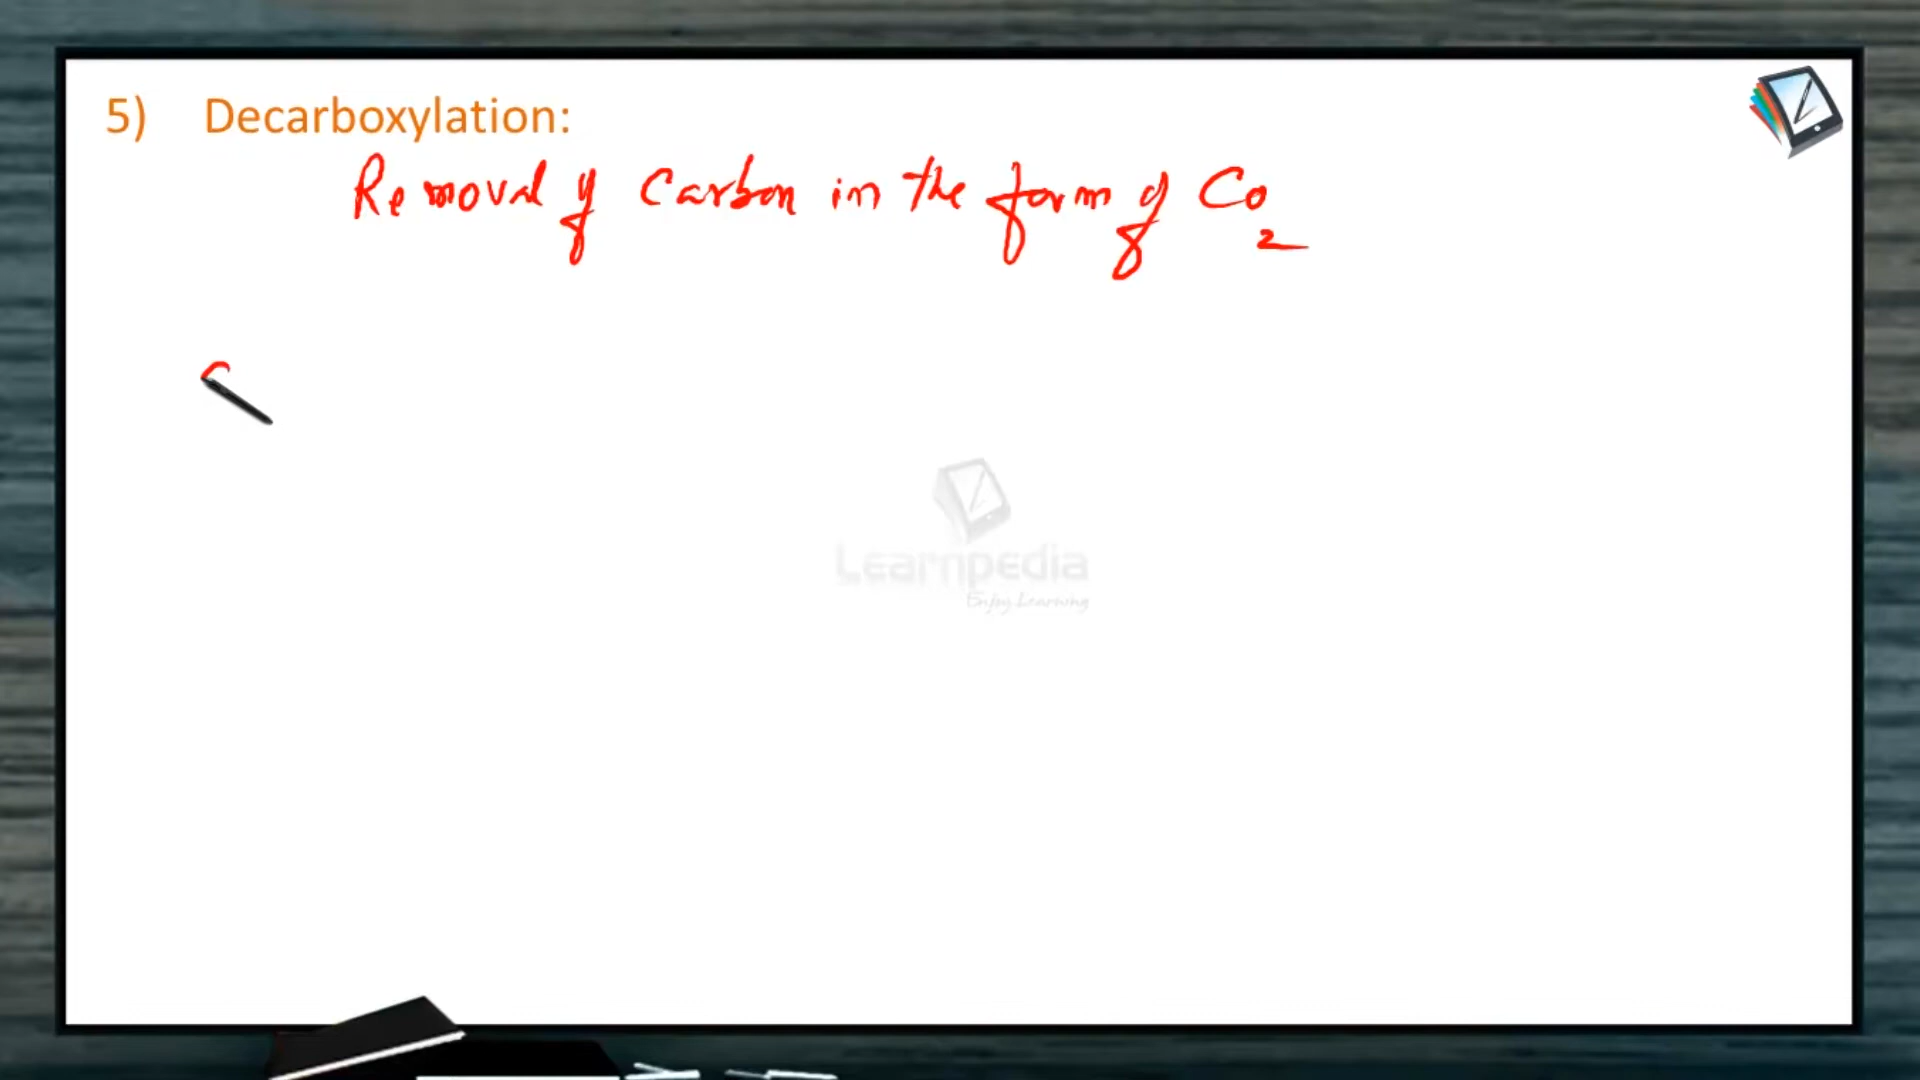 5) Decarboxylation:
Removal of Carbon in the form of CO2
Learnpedia
Enjoy Learning